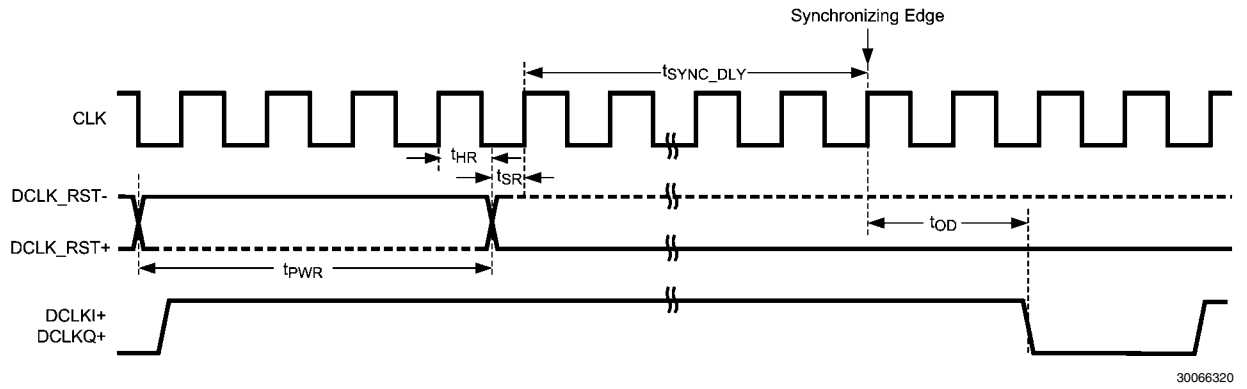 Synchronizing Edge
tSYNC_DLY
CLK
tHR
tSR
DCLK_RST-
tOD
DCLK_RST+
tPWR
DCLKI+
DCLKQ+
30066320